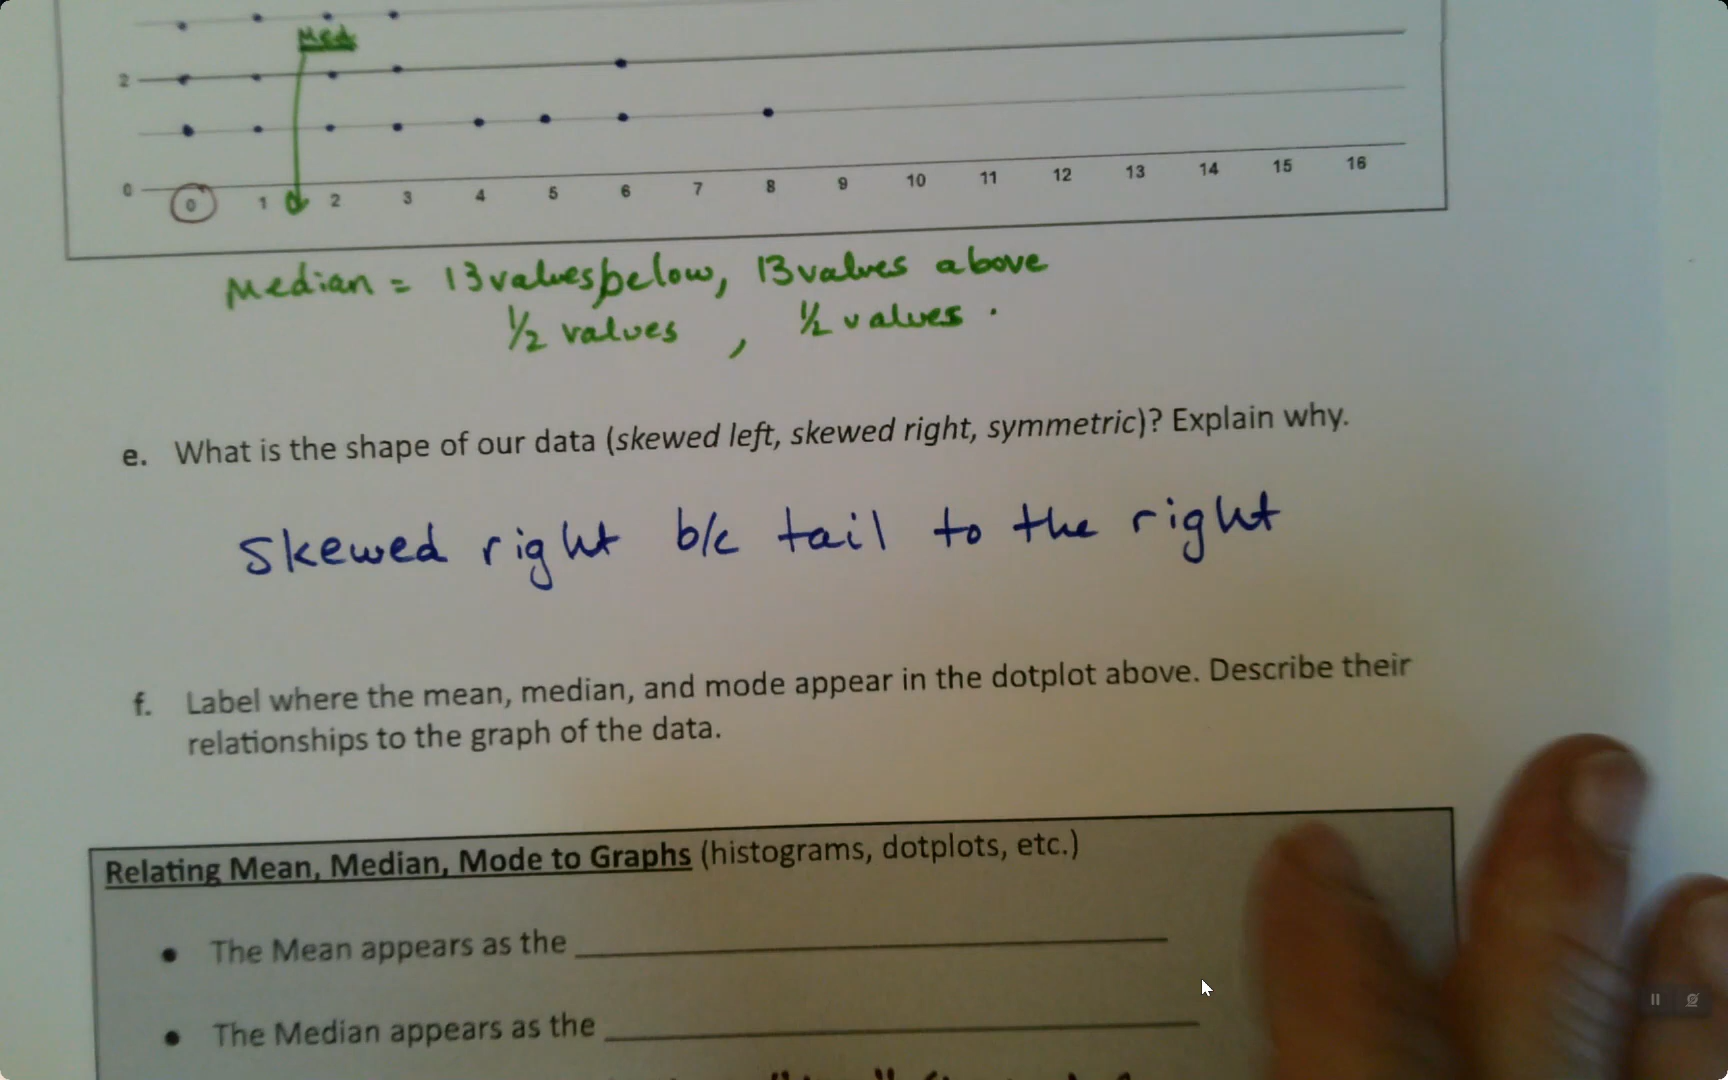 Med
2
0
0 1 2 3 4 5 6 7 8 9 10 11 12 13 14 15 16
Median = 13 values below, 13 values above
1/2 values , 1/2 values .
e. What is the shape of our data (skewed left, skewed right, symmetric)? Explain why.
Skewed right b/c tail to the right
f. Label where the mean, median, and mode appear in the dotplot above. Describe their
relationships to the graph of the data.
Relating Mean, Median, Mode to Graphs (histograms, dotplots, etc.)
• The Mean appears as the
• The Median appears as the